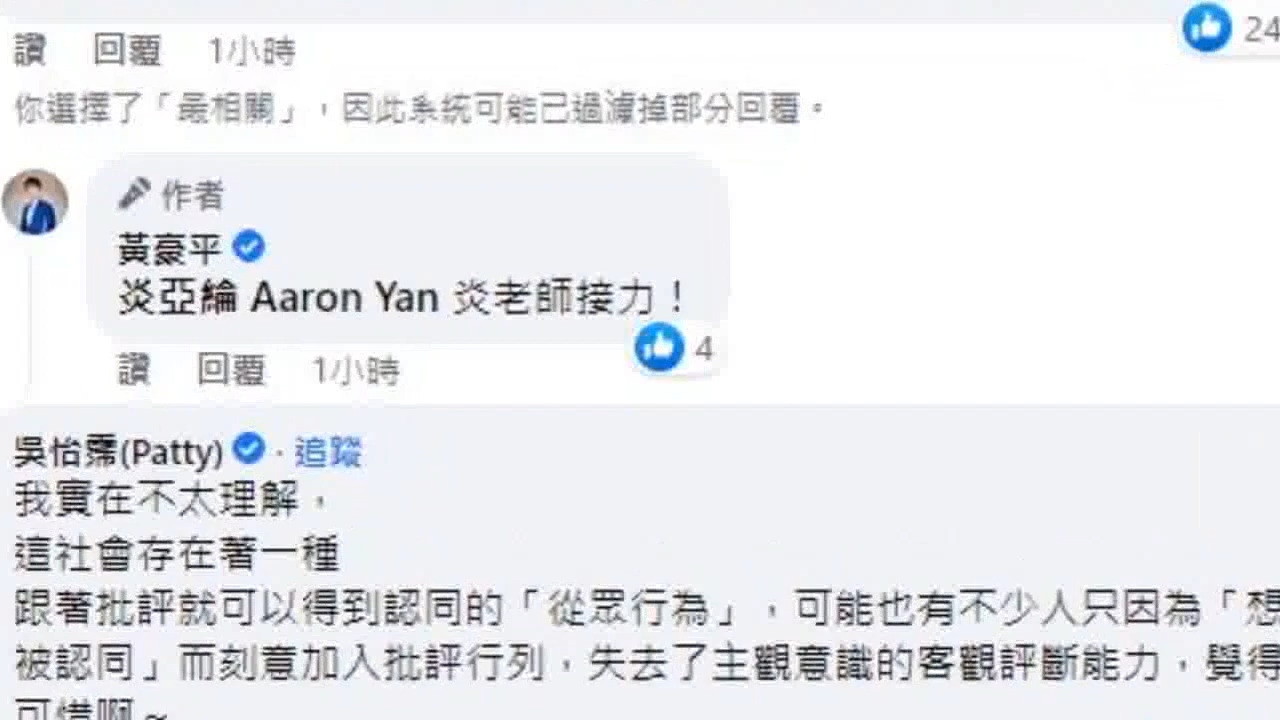 24
讚 回覆 1小時
你選擇了「最相關」，因此系統可能已過濾掉部分回覆。
作者
黃豪平
炎亞綸 Aaron Yan 炎老師接力！
4
讚 回覆 1小時
吳怡霈(Patty) · 追蹤
我實在不太理解，
這社會存在著一種
跟著批評就可以得到認同的「從眾行為」，可能也有不少人只因為「想
被認同」而刻意加入批評行列，失去了主觀意識的客觀評斷能力，覺得
可惜啊～